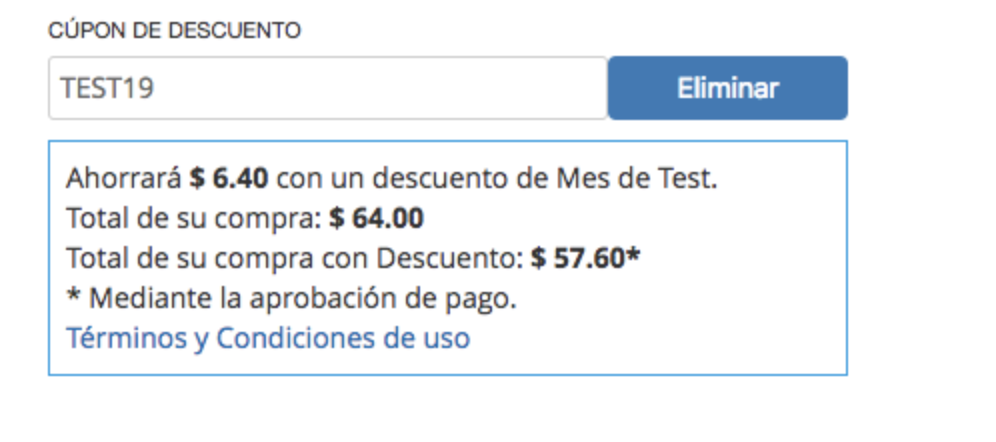 CÚPON DE DESCUENTO
TEST19
Eliminar
Ahorrará $ 6.40 con un descuento de Mes de Test.
Total de su compra: $ 64.00
Total de su compra con Descuento: $ 57.60*
* Mediante la aprobación de pago.
Términos y Condiciones de uso